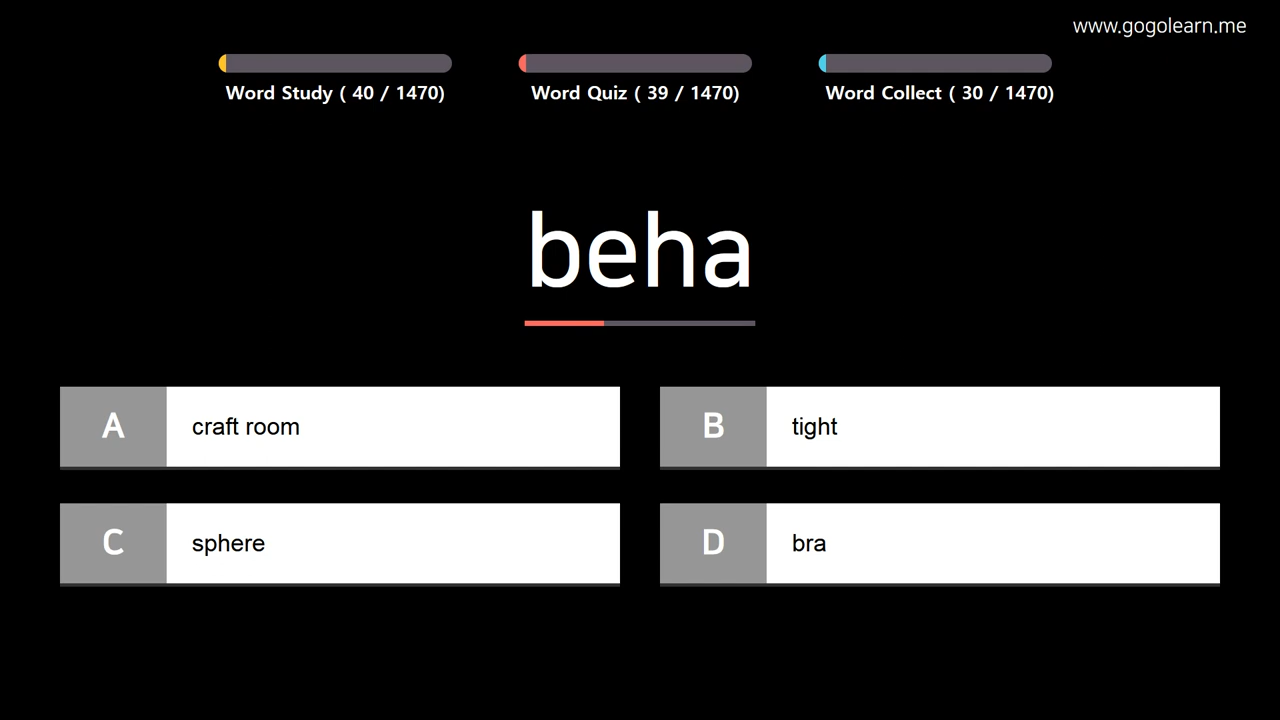 www.gogolearn.me
Word Study ( 40 / 1470)
Word Quiz ( 39 / 1470)
Word Collect ( 30 / 1470)
beha
A craft room
B tight
C sphere
D bra